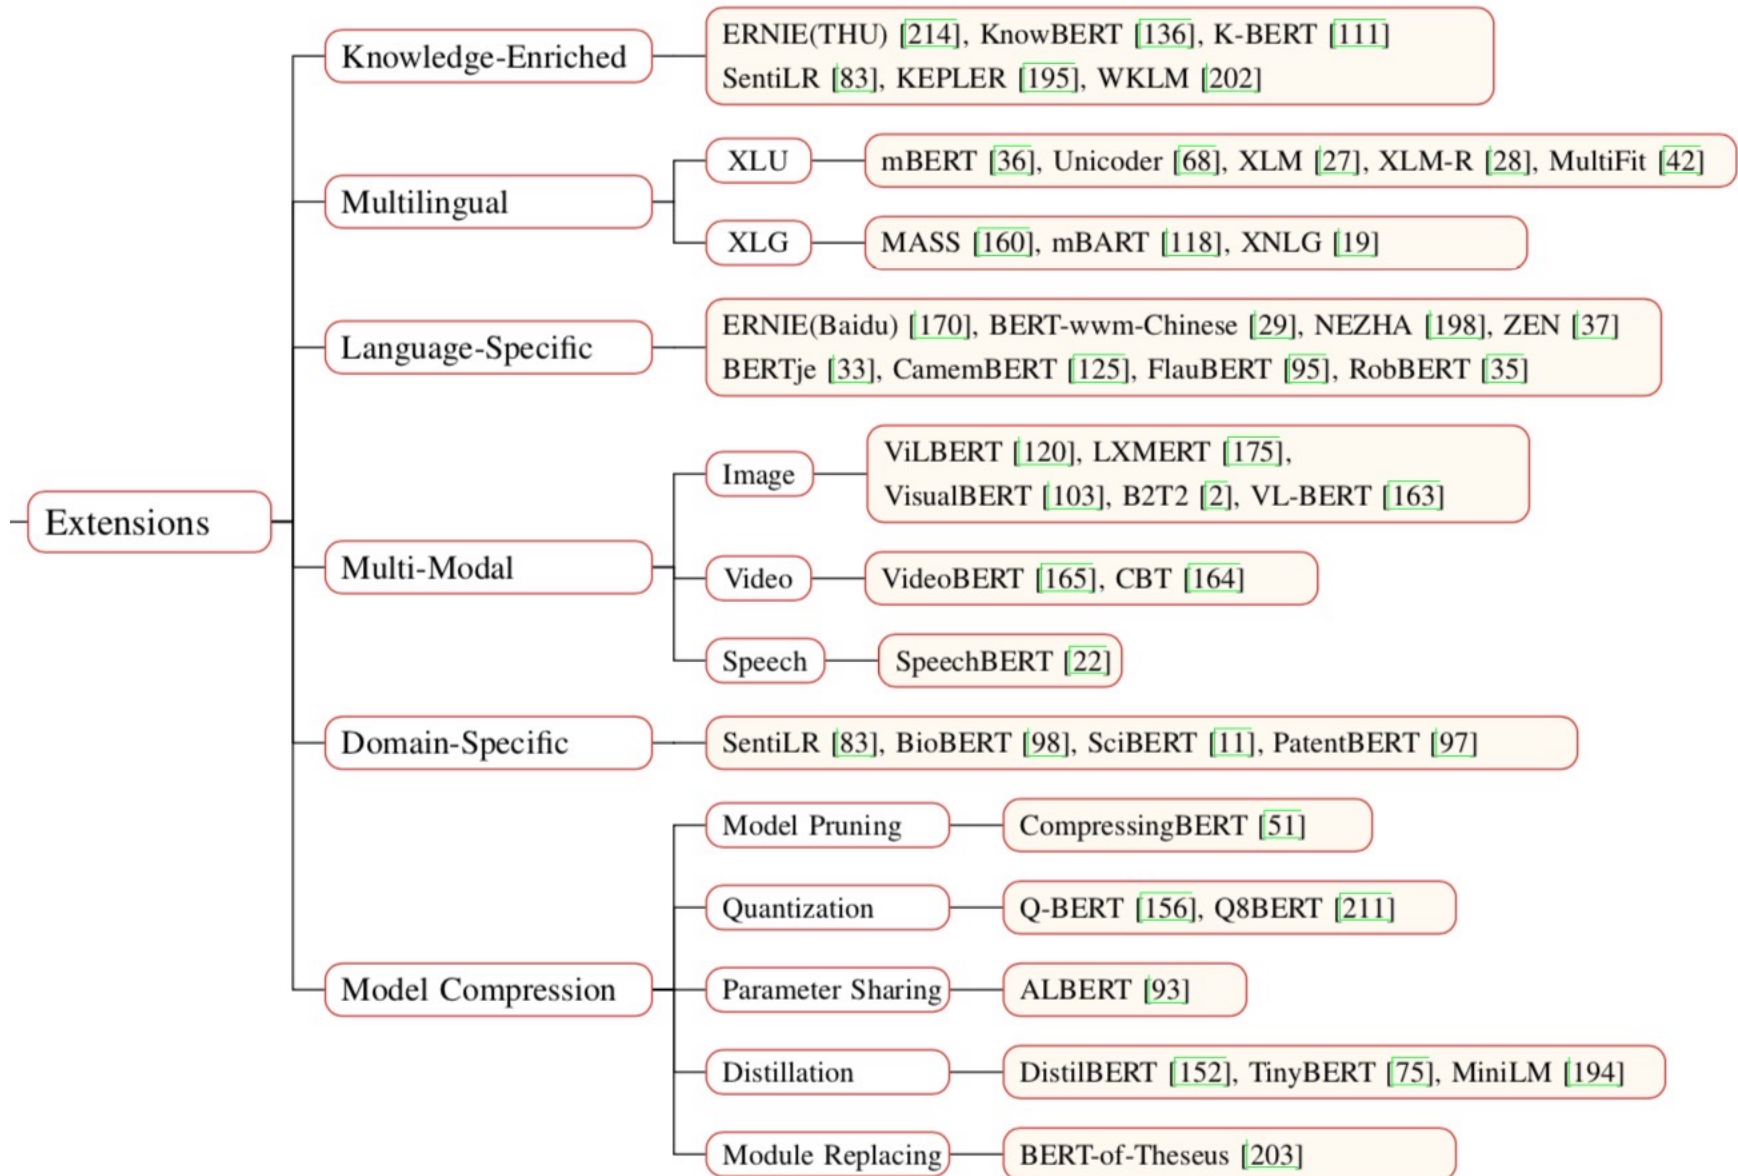 Extensions
Knowledge-Enriched
ERNIE(THU) [214], KnowBERT [136], K-BERT [111]
SentiLR [83], KEPLER [195], WKLM [202]
Multilingual
XLU
mBERT [36], Unicoder [68], XLM [27], XLM-R [28], MultiFit [42]
XLG
MASS [160], mBART [118], XNLG [19]
Language-Specific
ERNIE(Baidu) [170], BERT-wwm-Chinese [29], NEZHA [198], ZEN [37]
BERTje [33], CamemBERT [125], FlauBERT [95], RobBERT [35]
Multi-Modal
Image
ViLBERT [120], LXMERT [175],
VisualBERT [103], B2T2 [2], VL-BERT [163]
Video
VideoBERT [165], CBT [164]
Speech
SpeechBERT [22]
Domain-Specific
SentiLR [83], BioBERT [98], SciBERT [11], PatentBERT [97]
Model Compression
Model Pruning
CompressingBERT [51]
Quantization
Q-BERT [156], Q8BERT [211]
Parameter Sharing
ALBERT [93]
Distillation
DistilBERT [152], TinyBERT [75], MiniLM [194]
Module Replacing
BERT-of-Theseus [203]